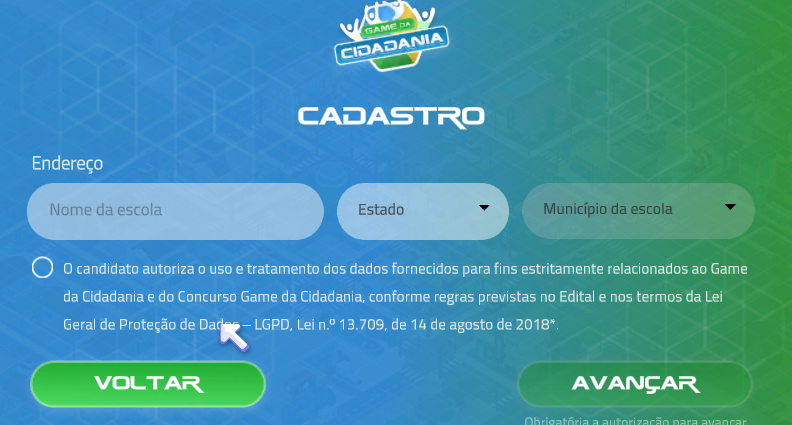 GAME DA
CIDADANIA
CADASTRO
Endereço
Nome da escola
Estado
Município da escola
O candidato autoriza o uso e tratamento dos dados fornecidos para fins estritamente relacionados ao Game
da Cidadania e do Concurso Game da Cidadania, conforme regras previstas no Edital e nos termos da Lei
Geral de Proteção de Dados – LGPD, Lei n.º 13.709, de 14 de agosto de 2018*.
VOLTAR
AVANÇAR
Obrigatória a autorização para avançar